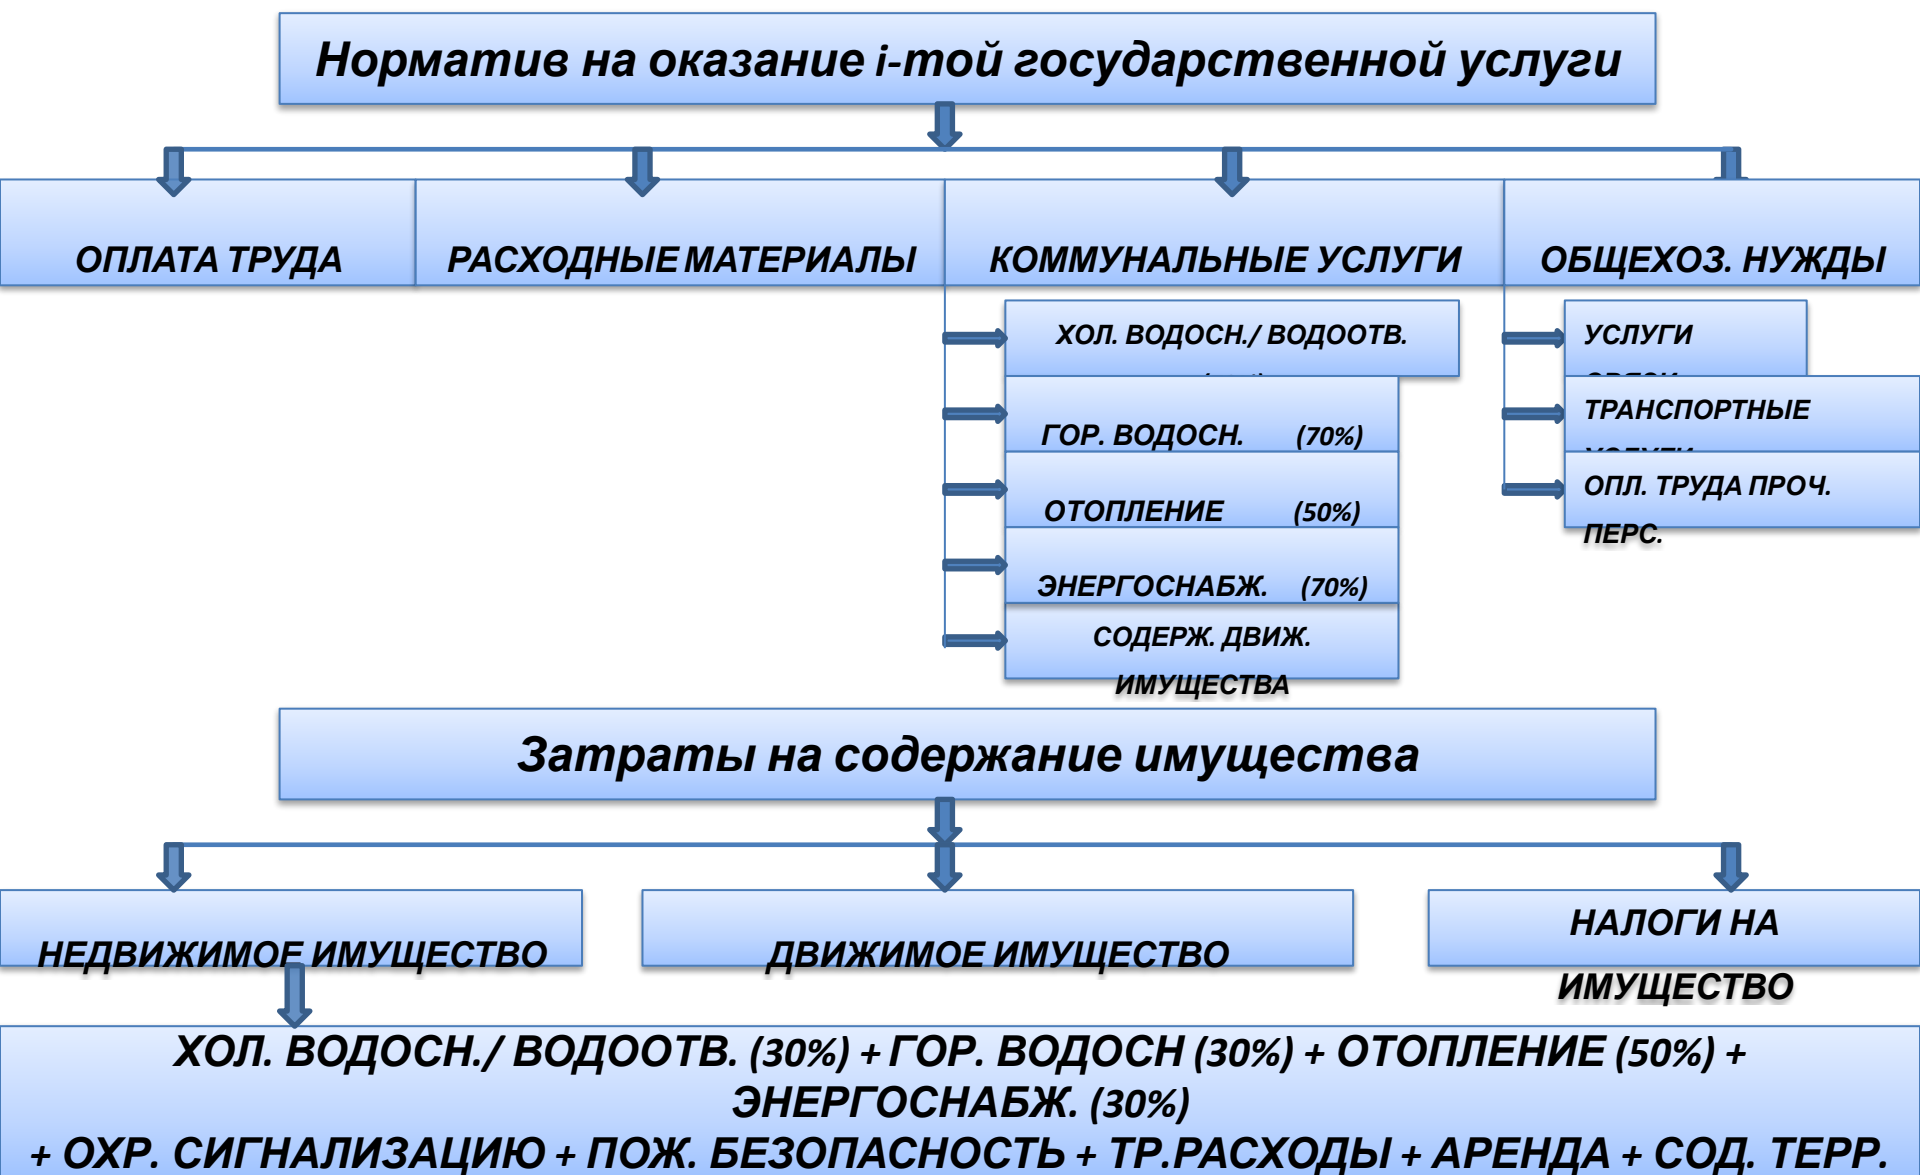 Норматив на оказание i-той государственной услуги
ОПЛАТА ТРУДА
РАСХОДНЫЕ МАТЕРИАЛЫ
КОММУНАЛЬНЫЕ УСЛУГИ
ОБЩЕХОЗ. НУЖДЫ
ХОЛ. ВОДОСН./ ВОДООТВ.
ГОР. ВОДОСН. (70%)
ОТОПЛЕНИЕ (50%)
ЭНЕРГОСНАБЖ. (70%)
СОДЕРЖ. ДВИЖ.
ИМУЩЕСТВА
УСЛУГИ
ТРАНСПОРТНЫЕ
ОПЛ. ТРУДА ПРОЧ.
ПЕРС.
Затраты на содержание имущества
НЕДВИЖИМОЕ ИМУЩЕСТВО
ДВИЖИМОЕ ИМУЩЕСТВО
НАЛОГИ НА
ИМУЩЕСТВО
ХОЛ. ВОДОСН./ ВОДООТВ. (30%) + ГОР. ВОДОСН (30%) + ОТОПЛЕНИЕ (50%) +
ЭНЕРГОСНАБЖ. (30%)
+ ОХР. СИГНАЛИЗАЦИЮ + ПОЖ. БЕЗОПАСНОСТЬ + ТР.РАСХОДЫ + АРЕНДА + СОД. ТЕРР.